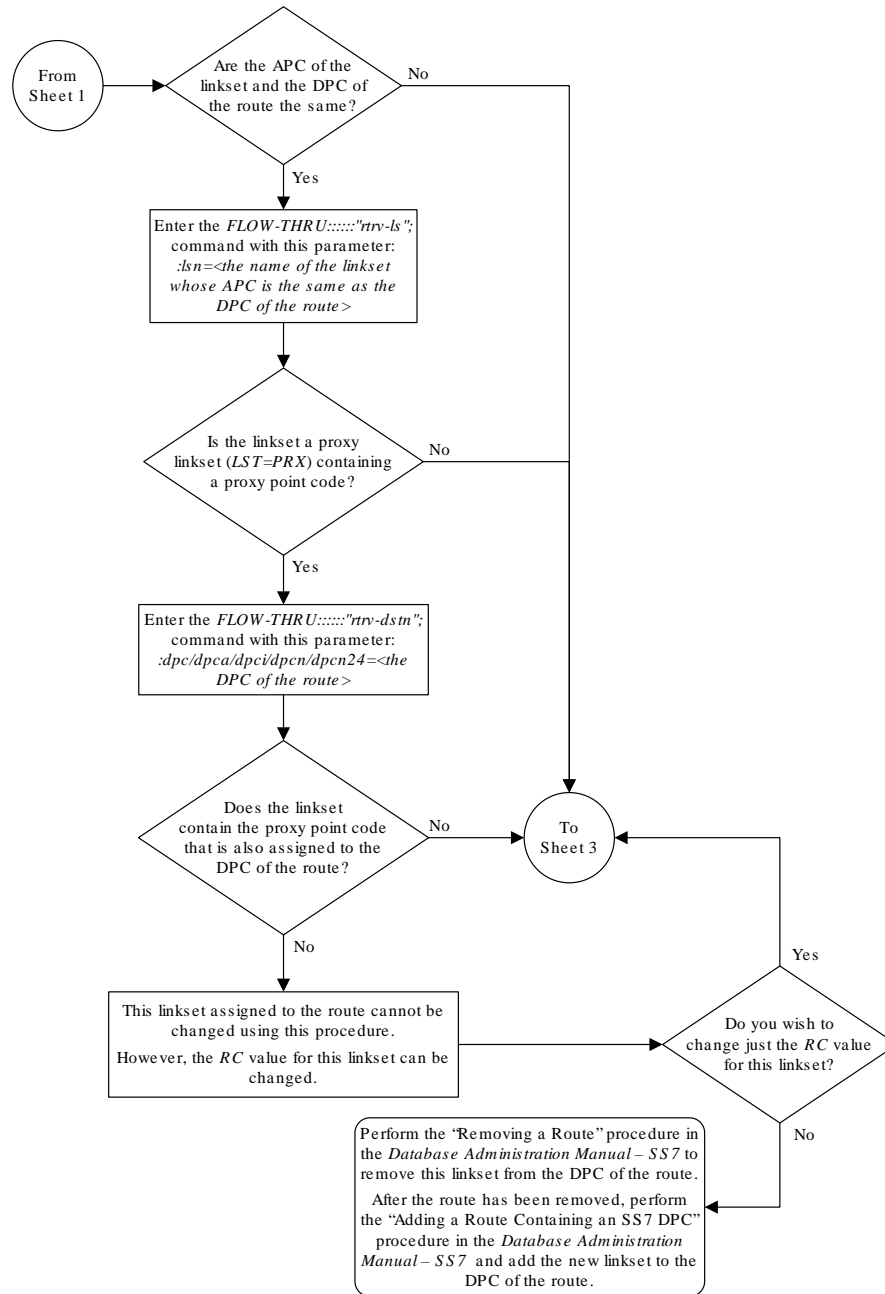 From
Sheet 1
Are the APC of the
linkset and the DPC of
the route the same?
No
Yes
Enter the FLOW-THRU::::::"rtrv-ls";
command with this parameter:
:lsn=<the name of the linkset
whose APC is the same as the
DPC of the route>
Is the linkset a proxy
linkset (LST=PRX) containing
a proxy point code?
No
Yes
Enter the FLOW-THRU::::::"rtrv-dstn";
command with this parameter:
:dpc/dpca/dpci/dpcn/dpcn24=<the
DPC of the route>
Does the linkset
contain the proxy point code
that is also assigned to the
DPC of the route?
No
To
Sheet 3
No
Yes
This linkset assigned to the route cannot be
changed using this procedure.
However, the RC value for this linkset can be
changed.
Do you wish to
change just the RC value
for this linkset?
No
Perform the “Removing a Route” procedure in
the Database Administration Manual – SS7 to
remove this linkset from the DPC of the route.
After the route has been removed, perform
the “Adding a Route Containing an SS7 DPC”
procedure in the Database Administration
Manual – SS7 and add the new linkset to the
DPC of the route.